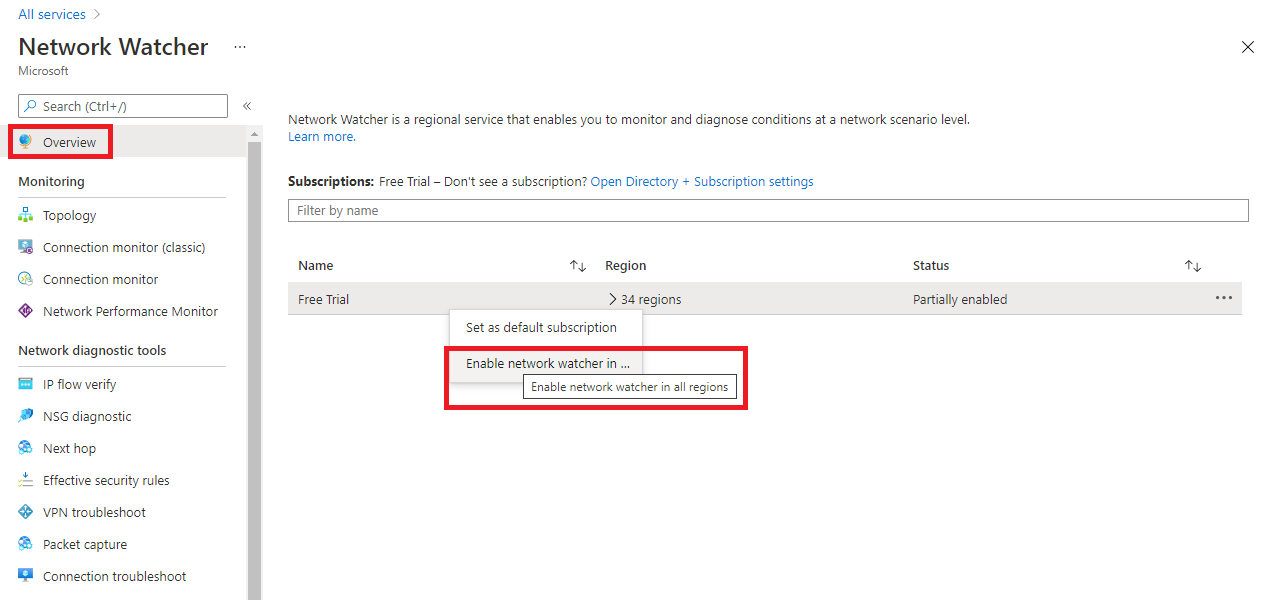 All services
Network Watcher ...
Microsoft
Search (Ctrl+/)
Overview
Monitoring
Topology
Connection monitor (classic)
Connection monitor
Network Performance Monitor
Network diagnostic tools
IP flow verify
NSG diagnostic
Next hop
Effective security rules
VPN troubleshoot
Packet capture
Connection troubleshoot
Network Watcher is a regional service that enables you to monitor and diagnose conditions at a network scenario level.
Learn more.
Subscriptions: Free Trial – Don't see a subscription? Open Directory + Subscription settings
Filter by name
Name Region Status
Free Trial 34 regions Partially enabled
Set as default subscription
Enable network watcher in ...
Enable network watcher in all regions